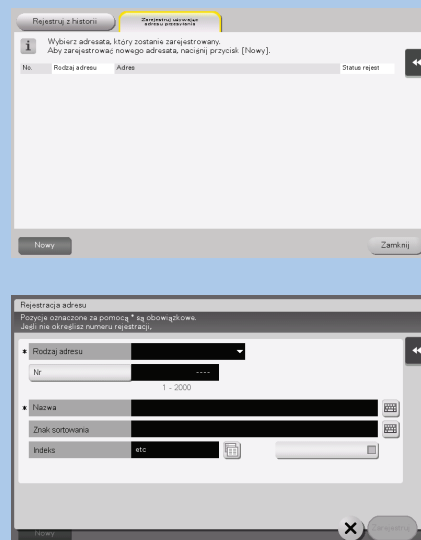 Rejestruj z historii
Zarejestruj używając
adresu przesyłania
Wybierz adresata, który zostanie zarejestrowany.
Aby zarejestrować nowego adresata, naciśnij przycisk [Nowy].
No. Rodzaj adresu Adres Status rejest
Nowy
Zamknij
Rejestracja adresu
Pozycje oznaczone za pomocą * są obowiązkowe.
Jeśli nie określisz numeru rejestracji,
* Rodzaj adresu
Nr ----
1 - 2000
* Nazwa
Znak sortowania
Indeks etc
Nowy
Zarejestruj